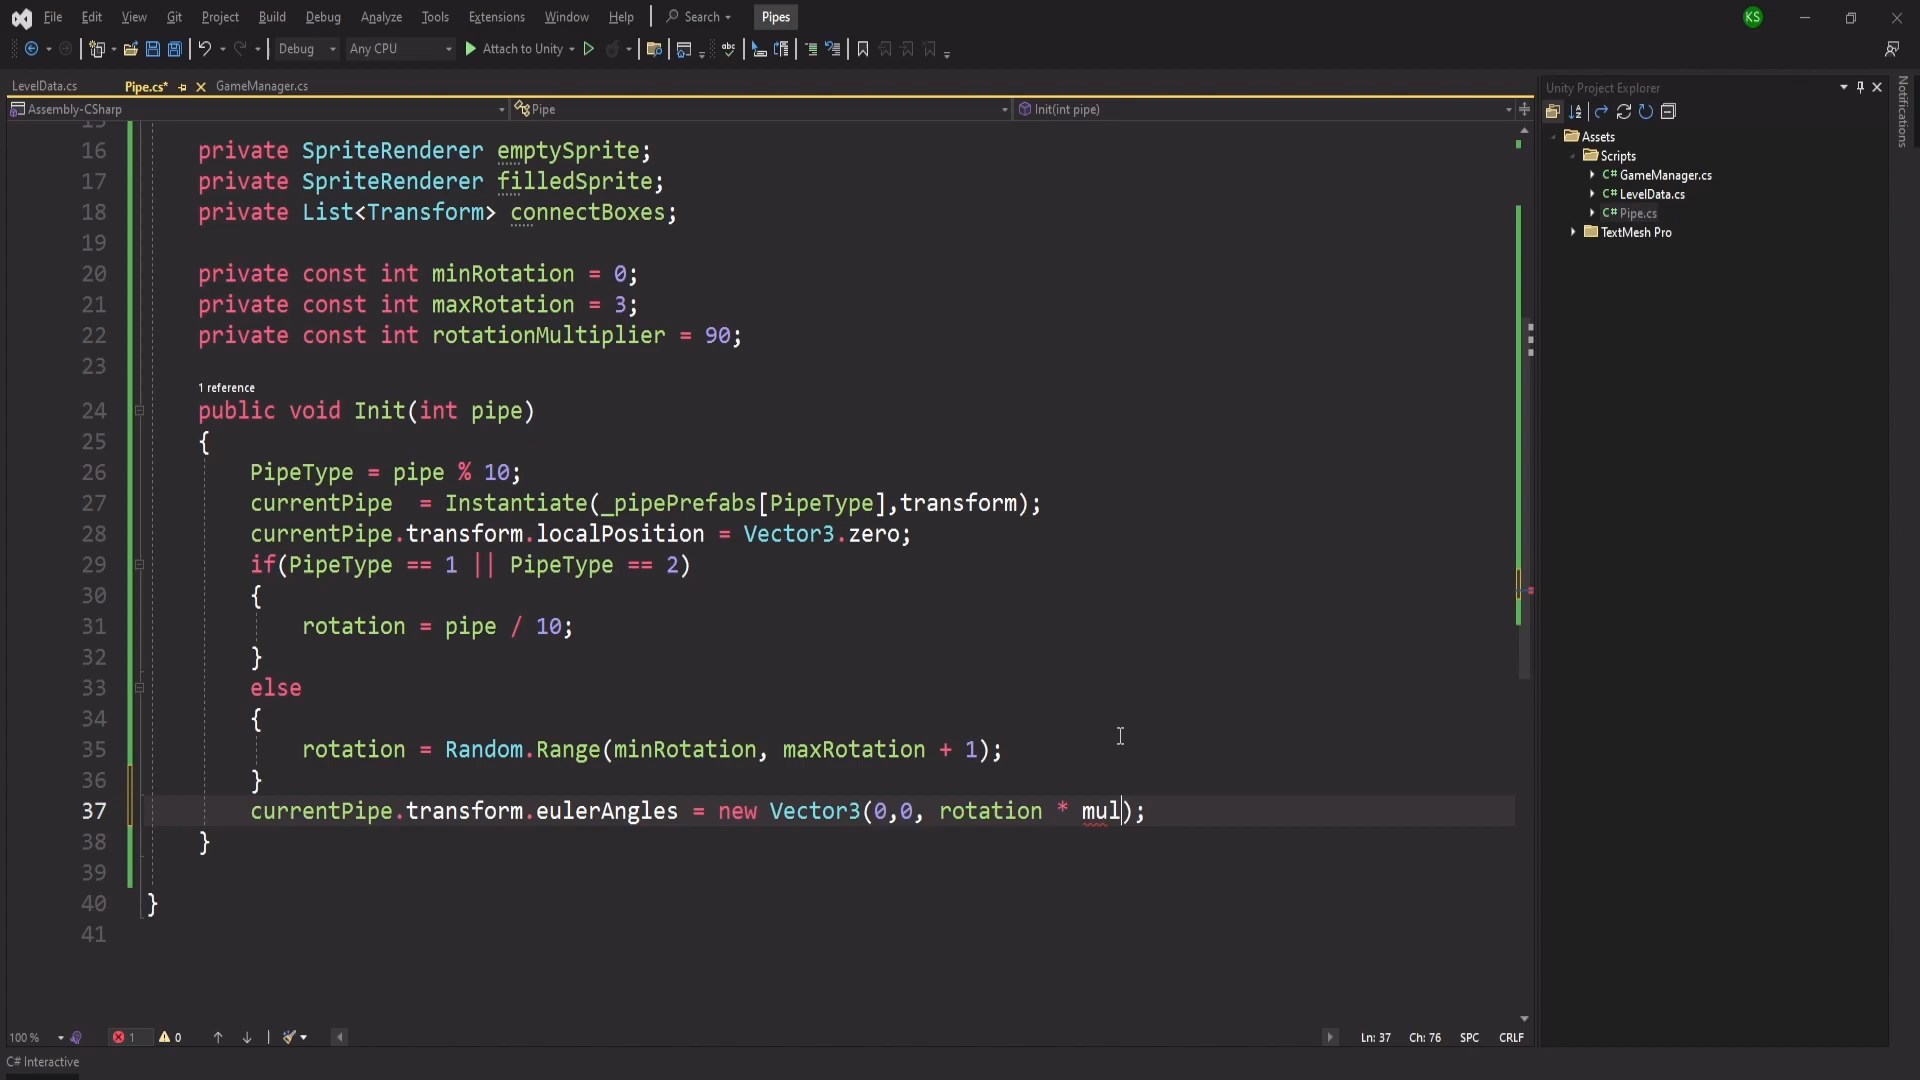 File Edit View Git Project Build Debug Analyze Tools Extensions Window Help Search Pipes KS
Debug Any CPU Attach to Unity
LevelData.cs Pipe.cs* GameManager.cs
Assembly-CSharp Pipe Init(int pipe)
16 private SpriteRenderer emptySprite;
17 private SpriteRenderer filledSprite;
18 private List<Transform> connectBoxes;
19
20 private const int minRotation = 0;
21 private const int maxRotation = 3;
22 private const int rotationMultiplier = 90;
23
1 reference
24 public void Init(int pipe)
25 {
26 PipeType = pipe % 10;
27 currentPipe  = Instantiate(_pipePrefabs[PipeType],transform);
28 currentPipe.transform.localPosition = Vector3.zero;
29 if(PipeType == 1 || PipeType == 2)
30 {
31 rotation = pipe / 10;
32 }
33 else
34 {
35 rotation = Random.Range(minRotation, maxRotation + 1);
36 }
37 currentPipe.transform.eulerAngles = new Vector3(0,0, rotation * mul);
38 }
39
40 }
41
100 % 1 0 Ln: 37 Ch: 76 SPC CRLF
C# Interactive
Unity Project Explorer
Assets
Scripts
C# GameManager.cs
C# LevelData.cs
C# Pipe.cs
TextMesh Pro
Notifications